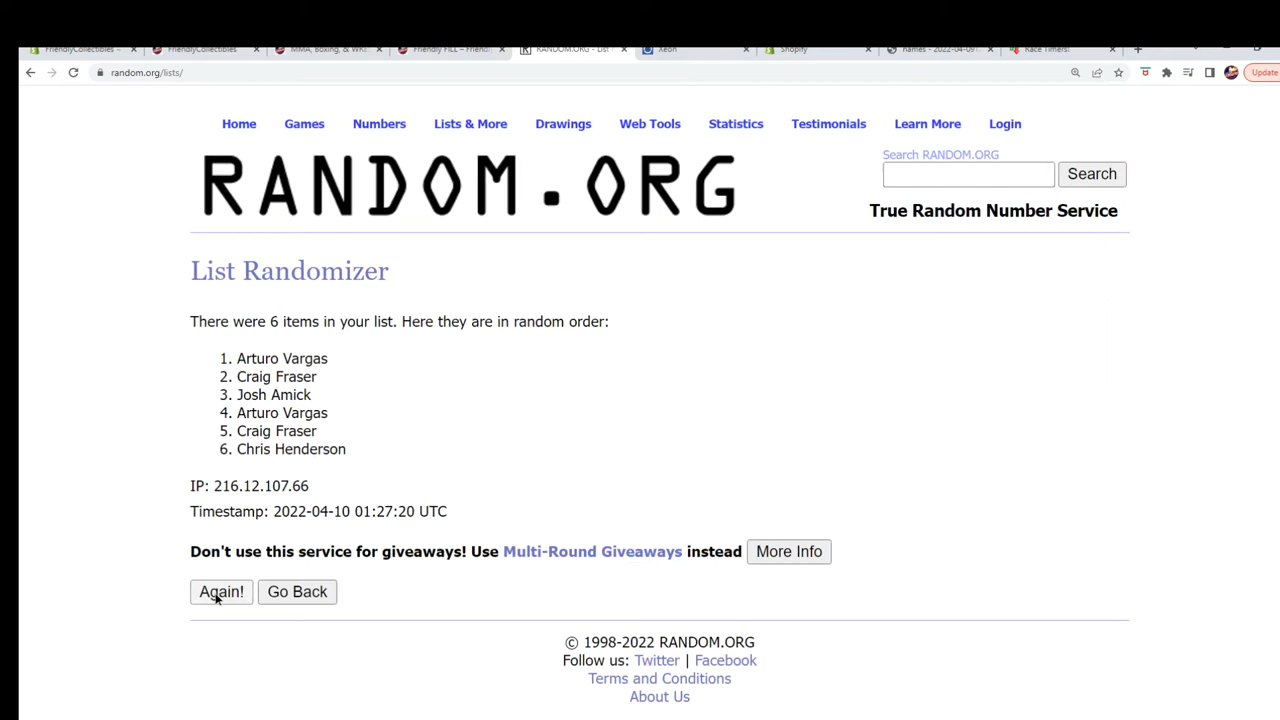 FriendlyCollectibles –
FriendlyCollectibles
MMA, Boxing, & WR
Friendly FILL – Friend
RANDOM.ORG - List
Xeon
Shopify
names - 2022-04-09
Race Timers!
random.org/lists/
Update
Home Games Numbers Lists & More Drawings Web Tools Statistics Testimonials Learn More Login
Search RANDOM.ORG
RANDOM.ORG
Search
True Random Number Service
List Randomizer
There were 6 items in your list. Here they are in random order:
1. Arturo Vargas
2. Craig Fraser
3. Josh Amick
4. Arturo Vargas
5. Craig Fraser
6. Chris Henderson
IP: 216.12.107.66
Timestamp: 2022-04-10 01:27:20 UTC
Don't use this service for giveaways! Use Multi-Round Giveaways instead More Info
Again! Go Back
© 1998-2022 RANDOM.ORG
Follow us: Twitter | Facebook
Terms and Conditions
About Us